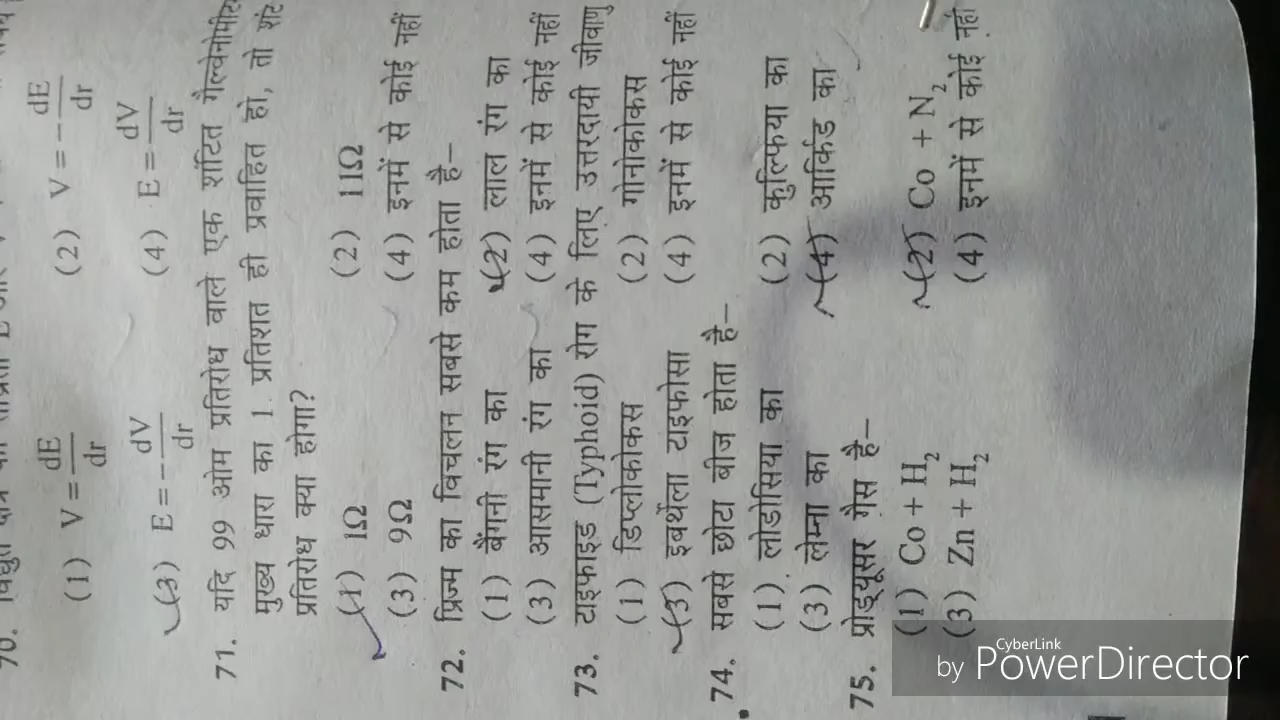 70. विद्युत
(1) V = dE/dr (2) V = - dE/dr
(3) E = - dV/dr (4) E = dV/dr
71. यदि 99 ओम प्रतिरोध वाले एक शंटित गैल्वेनोमीटर
मुख्य धारा का 1 प्रतिशत ही प्रवाहित हो, तो शंट
प्रतिरोध क्या होगा?
(1) 1Ω (2) 11Ω
(3) 9Ω (4) इनमें से कोई नहीं
72. प्रिज्म का विचलन सबसे कम होता है–
(1) बैंगनी रंग का (2) लाल रंग का
(3) आसमानी रंग का (4) इनमें से कोई नहीं
73. टाइफाइड (Typhoid) रोग के लिए उत्तरदायी जीवाणु
(1) डिप्लोकोकस (2) गोनोकोकस
(3) इबर्थेला टाइफोसा (4) इनमें से कोई नहीं
74. सबसे छोटा बीज होता है–
(1) लोडोसिया का (2) कुल्फिया का
(3) लेम्ना का (4) आर्किड का
75. प्रोड्यूसर गैस है–
(1) Co + H₂ (2) Co + N₂
(3) Zn + H₂ (4) इनमें से कोई नहीं
CyberLink
by PowerDirector